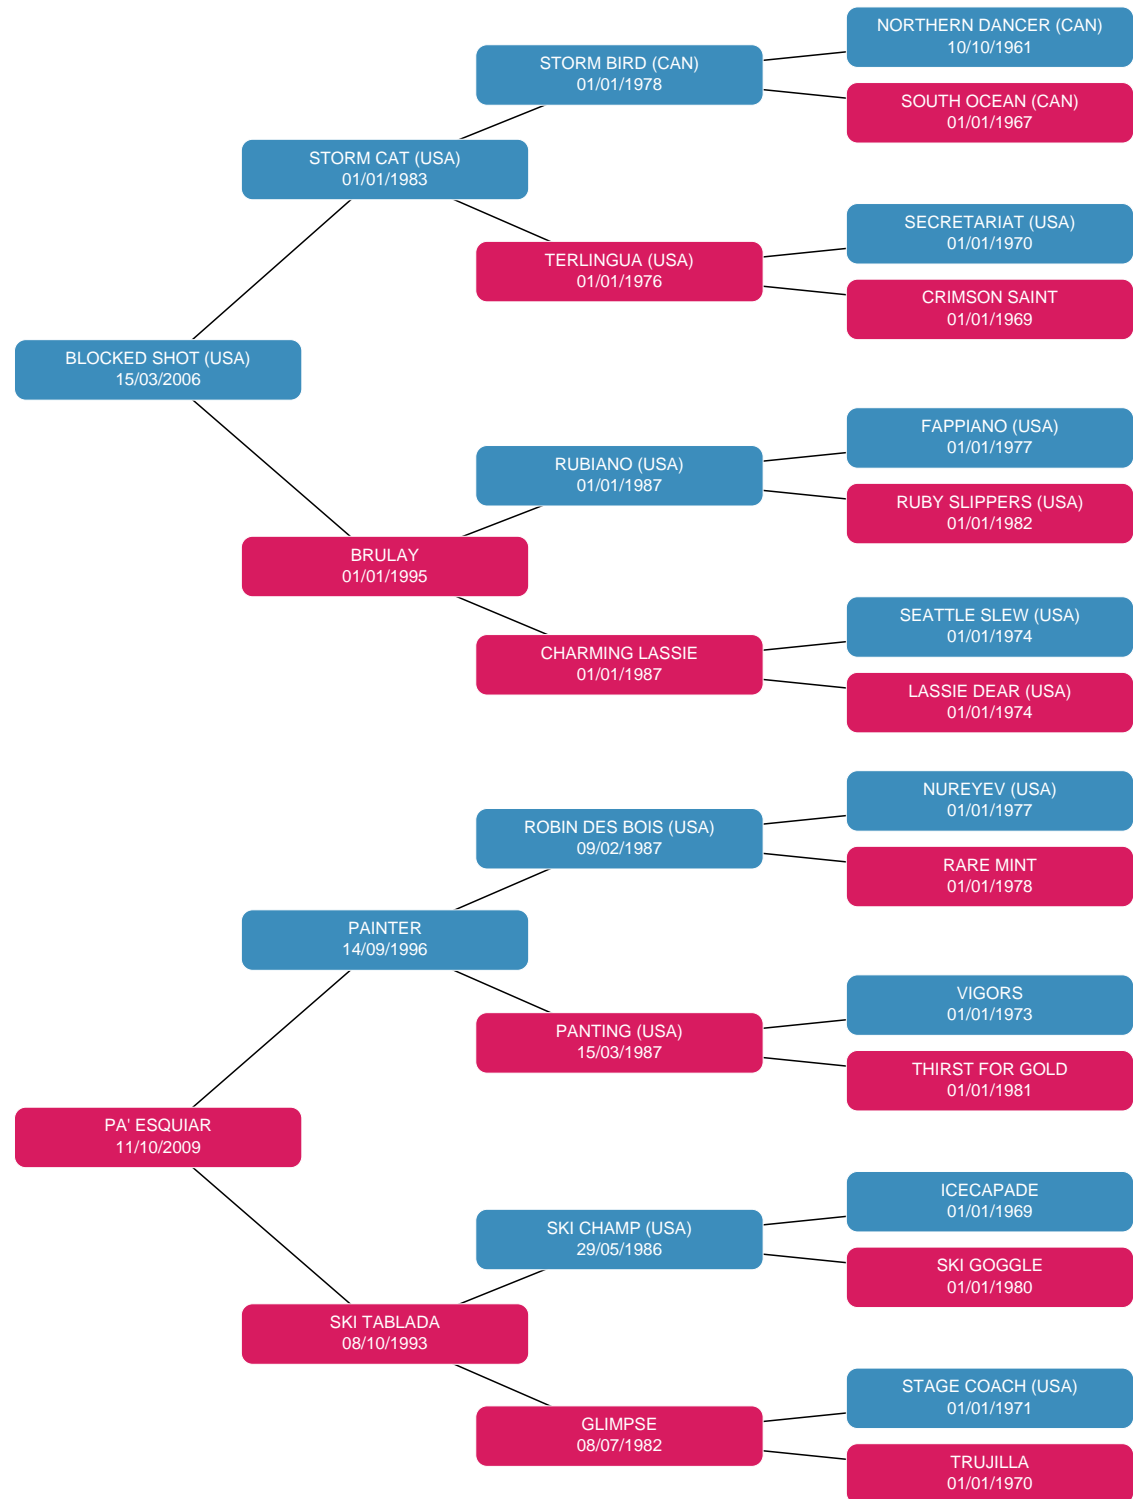 NORTHERN DANCER (CAN)
10/10/1961
STORM BIRD (CAN)
01/01/1978
SOUTH OCEAN (CAN)
01/01/1967
STORM CAT (USA)
01/01/1983
SECRETARIAT (USA)
01/01/1970
TERLINGUA (USA)
01/01/1976
CRIMSON SAINT
01/01/1969
BLOCKED SHOT (USA)
15/03/2006
FAPPIANO (USA)
01/01/1977
RUBIANO (USA)
01/01/1987
RUBY SLIPPERS (USA)
01/01/1982
BRULAY
01/01/1995
SEATTLE SLEW (USA)
01/01/1974
CHARMING LASSIE
01/01/1987
LASSIE DEAR (USA)
01/01/1974
NUREYEV (USA)
01/01/1977
ROBIN DES BOIS (USA)
09/02/1987
RARE MINT
01/01/1978
PAINTER
14/09/1996
VIGORS
01/01/1973
PANTING (USA)
15/03/1987
THIRST FOR GOLD
01/01/1981
PA' ESQUIAR
11/10/2009
ICECAPADE
01/01/1969
SKI CHAMP (USA)
29/05/1986
SKI GOGGLE
01/01/1980
SKI TABLADA
08/10/1993
STAGE COACH (USA)
01/01/1971
GLIMPSE
08/07/1982
TRUJILLA
01/01/1970